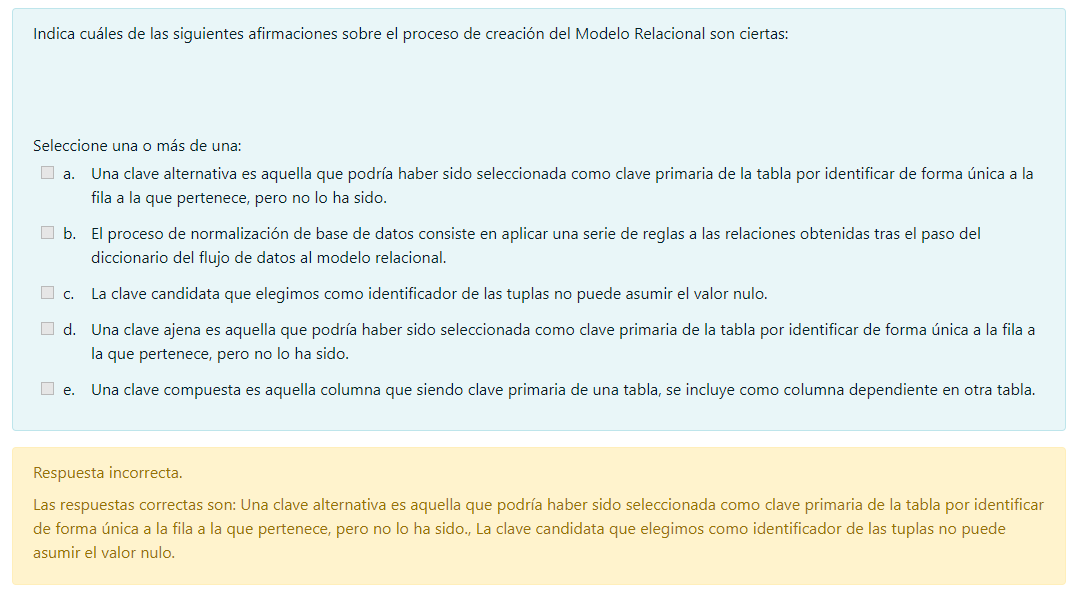 Indica cuáles de las siguientes afirmaciones sobre el proceso de creación del Modelo Relacional son ciertas:
Seleccione una o más de una:
a. Una clave alternativa es aquella que podría haber sido seleccionada como clave primaria de la tabla por identificar de forma única a la
fila a la que pertenece, pero no lo ha sido.
b. El proceso de normalización de base de datos consiste en aplicar una serie de reglas a las relaciones obtenidas tras el paso del
diccionario del flujo de datos al modelo relacional.
c. La clave candidata que elegimos como identificador de las tuplas no puede asumir el valor nulo.
d. Una clave ajena es aquella que podría haber sido seleccionada como clave primaria de la tabla por identificar de forma única a la fila a
la que pertenece, pero no lo ha sido.
e. Una clave compuesta es aquella columna que siendo clave primaria de una tabla, se incluye como columna dependiente en otra tabla.
Respuesta incorrecta.
Las respuestas correctas son: Una clave alternativa es aquella que podría haber sido seleccionada como clave primaria de la tabla por identificar
de forma única a la fila a la que pertenece, pero no lo ha sido., La clave candidata que elegimos como identificador de las tuplas no puede
asumir el valor nulo.